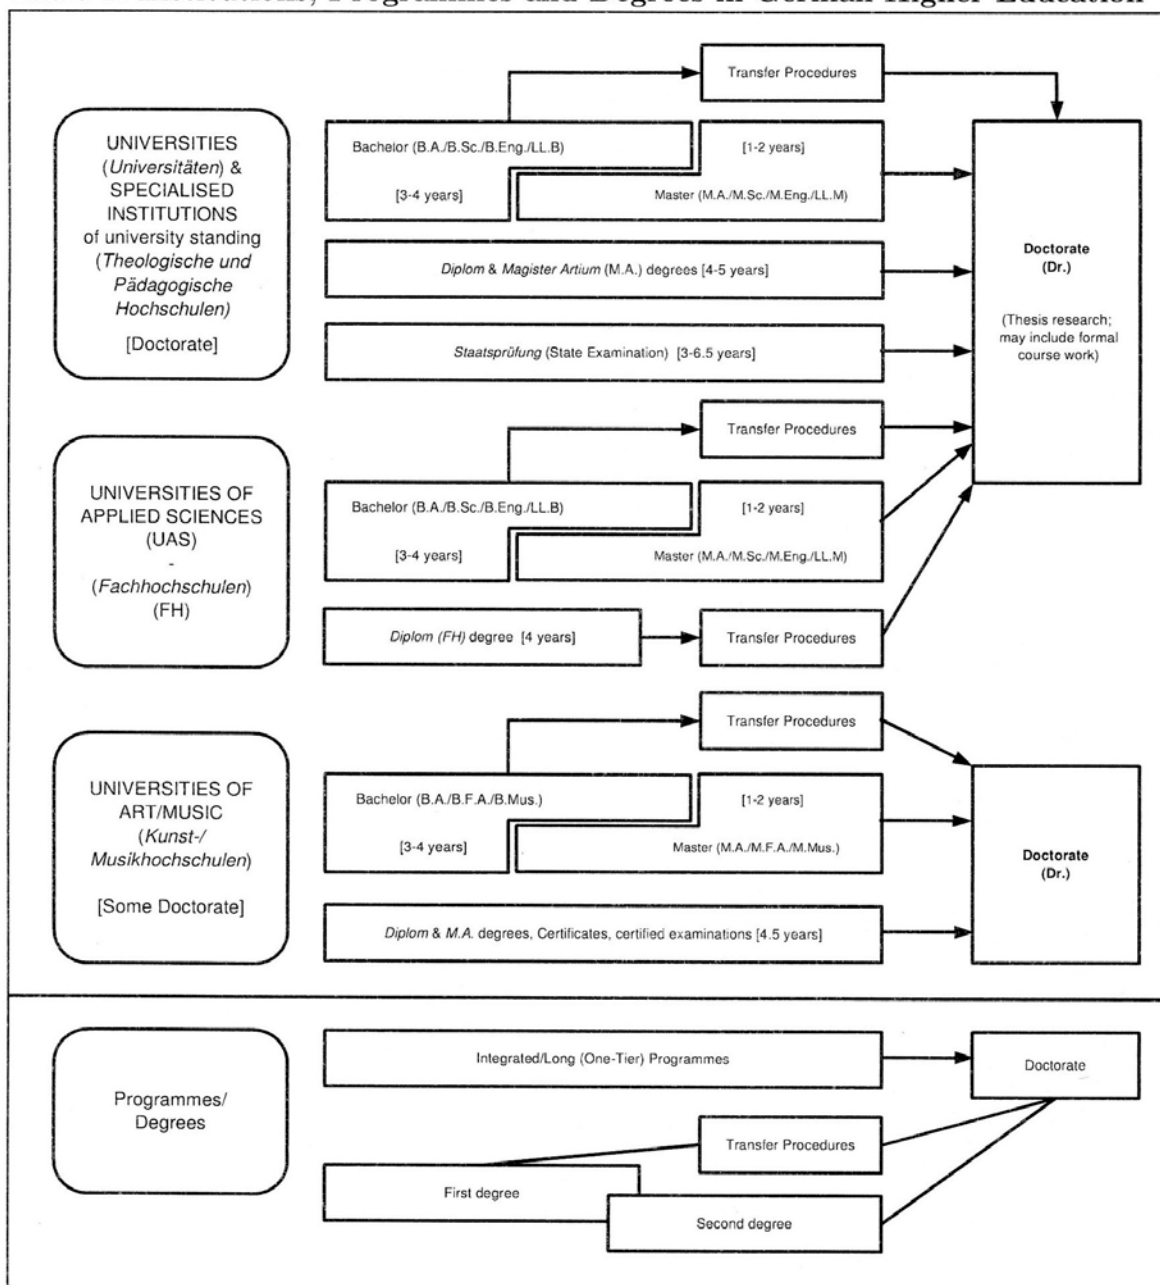 Institutions, Programmes and Degrees in German Higher Education
Transfer Procedures
UNIVERSITIES
(Universitäten) &
SPECIALISED
INSTITUTIONS
of university standing
(Theologische und
Pädagogische
Hochschulen)
[Doctorate]
Bachelor (B.A./B.Sc./B.Eng./LL.B)
[3-4 years]
[1-2 years]
Master (M.A./M.Sc./M.Eng./LL.M)
Diplom & Magister Artium (M.A.) degrees [4-5 years]
Staatsprüfung (State Examination) [3-6.5 years]
Doctorate
(Dr.)
(Thesis research;
may include formal
course work)
Transfer Procedures
UNIVERSITIES OF
APPLIED SCIENCES
(UAS)
-
(Fachhochschulen)
(FH)
Bachelor (B.A./B.Sc./B.Eng./LL.B)
[3-4 years]
[1-2 years]
Master (M.A./M.Sc./M.Eng./LL.M)
Diplom (FH) degree [4 years]
Transfer Procedures
Transfer Procedures
UNIVERSITIES OF
ART/MUSIC
(Kunst-/
Musikhochschulen)
[Some Doctorate]
Bachelor (B.A./B.F.A./B.Mus.)
[3-4 years]
[1-2 years]
Master (M.A./M.F.A./M.Mus.)
Diplom & M.A. degrees, Certificates, certified examinations [4.5 years]
Doctorate
(Dr.)
Programmes/
Degrees
Integrated/Long (One-Tier) Programmes
Doctorate
Transfer Procedures
First degree
Second degree